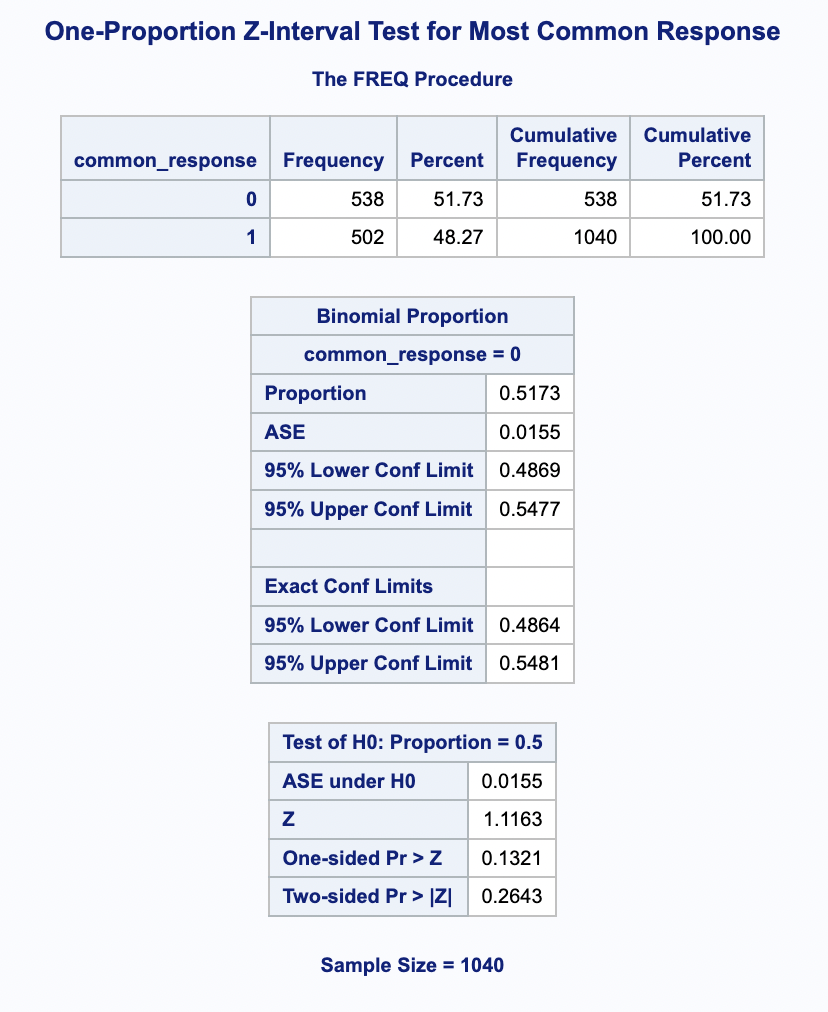 One-Proportion Z-Interval Test for Most Common Response
The FREQ Procedure
common_response Frequency Percent Cumulative Frequency Cumulative Percent
0 538 51.73 538 51.73
1 502 48.27 1040 100.00
Binomial Proportion
common_response = 0
Proportion 0.5173
ASE 0.0155
95% Lower Conf Limit 0.4869
95% Upper Conf Limit 0.5477
Exact Conf Limits
95% Lower Conf Limit 0.4864
95% Upper Conf Limit 0.5481
Test of H0: Proportion = 0.5
ASE under H0 0.0155
Z 1.1163
One-sided Pr > Z 0.1321
Two-sided Pr > |Z| 0.2643
Sample Size = 1040